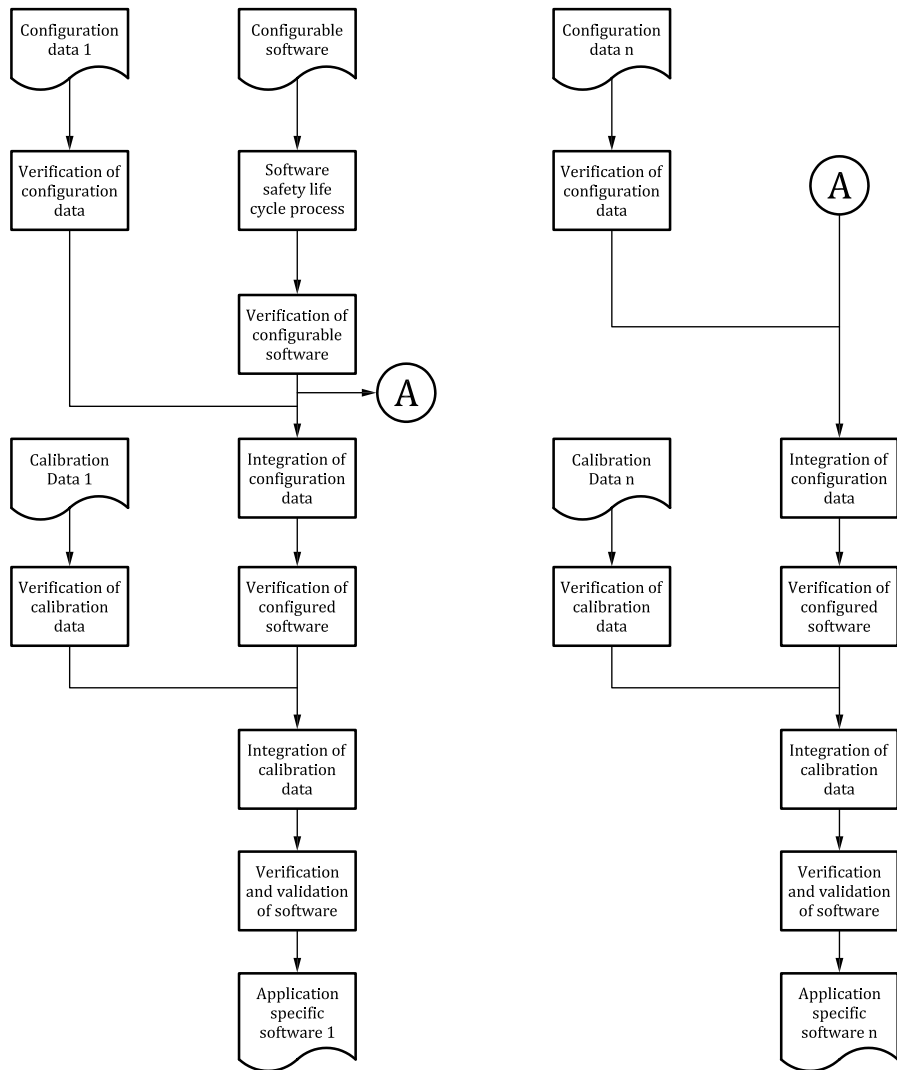 Configuration
data 1
Configurable
software
Configuration
data n
Verification of
configuration
data
Software
safety life
cycle process
Verification of
configuration
data
A
Verification of
configurable
software
A
Calibration
Data 1
Integration of
configuration
data
Calibration
Data n
Integration of
configuration
data
Verification of
calibration
data
Verification of
configured
software
Verification of
calibration
data
Verification of
configured
software
Integration of
calibration
data
Integration of
calibration
data
Verification
and validation
of software
Verification
and validation
of software
Application
specific
software 1
Application
specific
software n